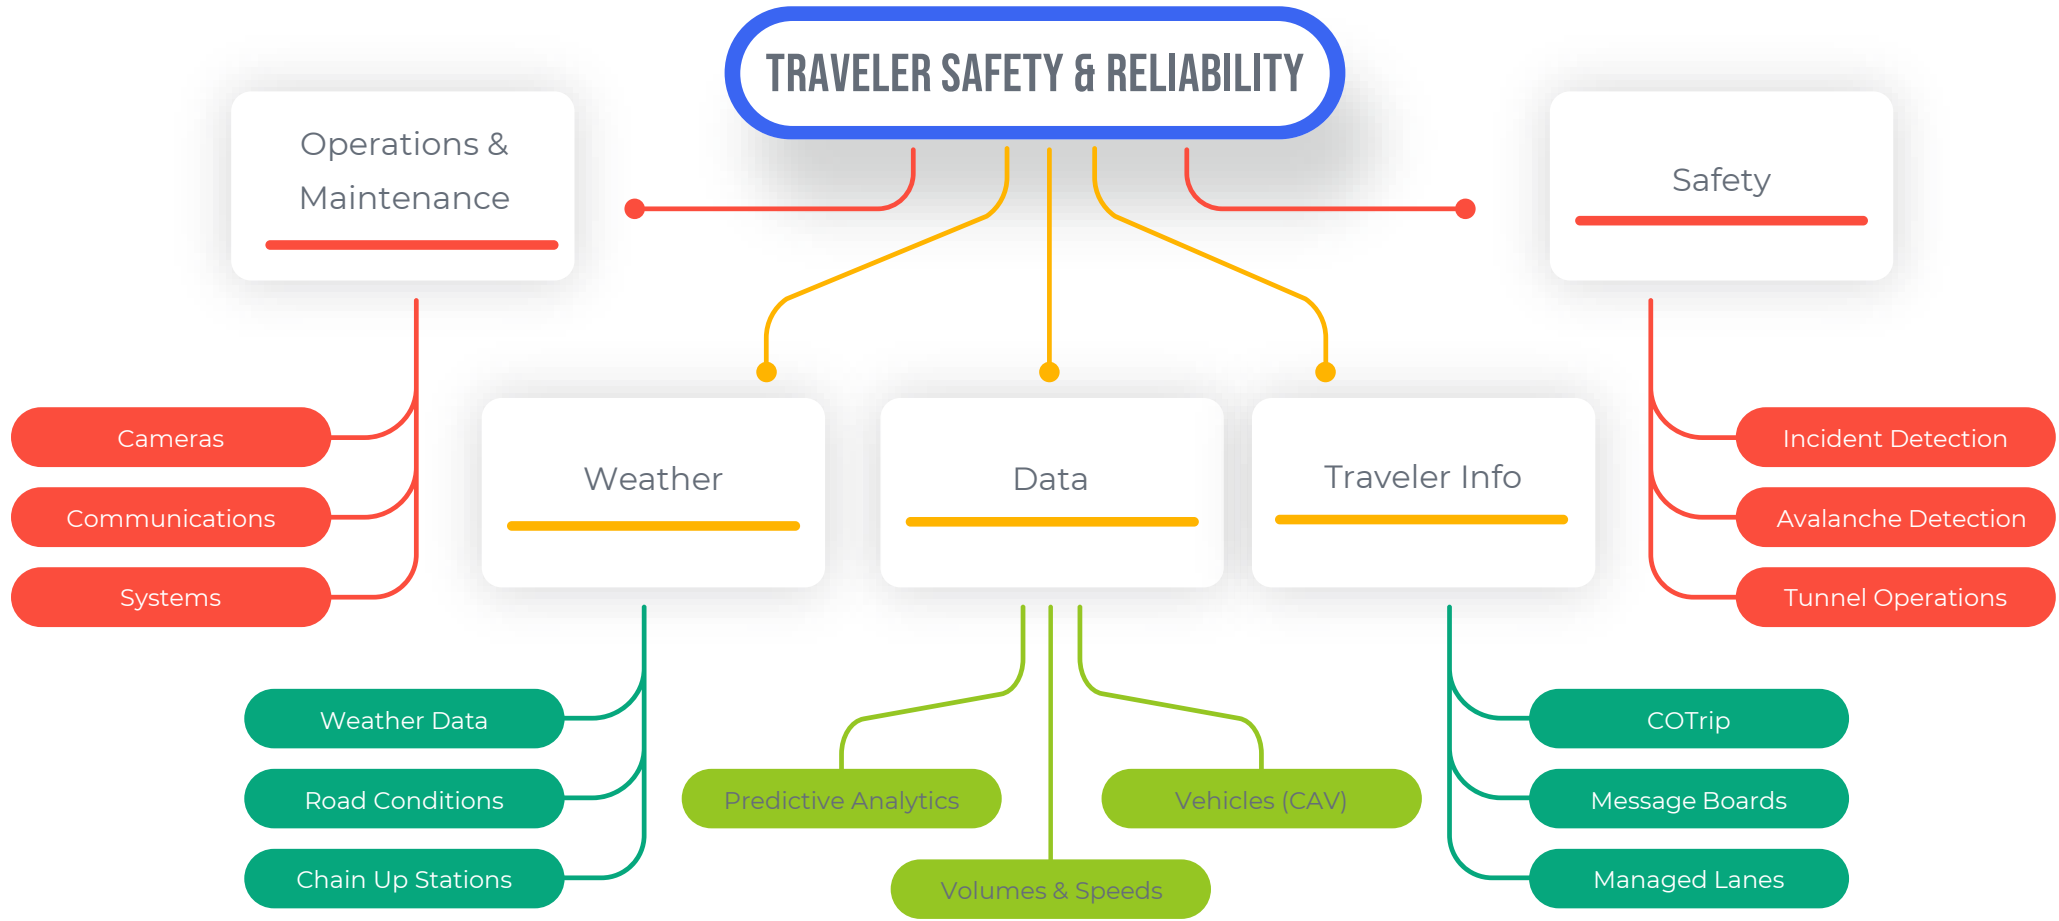 TRAVELER SAFETY & RELIABILITY
Operations &
Maintenance
Cameras
Communications
Systems
Weather
Weather Data
Road Conditions
Chain Up Stations
Data
Predictive Analytics
Volumes & Speeds
Vehicles (CAV)
Traveler Info
COTrip
Message Boards
Managed Lanes
Safety
Incident Detection
Avalanche Detection
Tunnel Operations